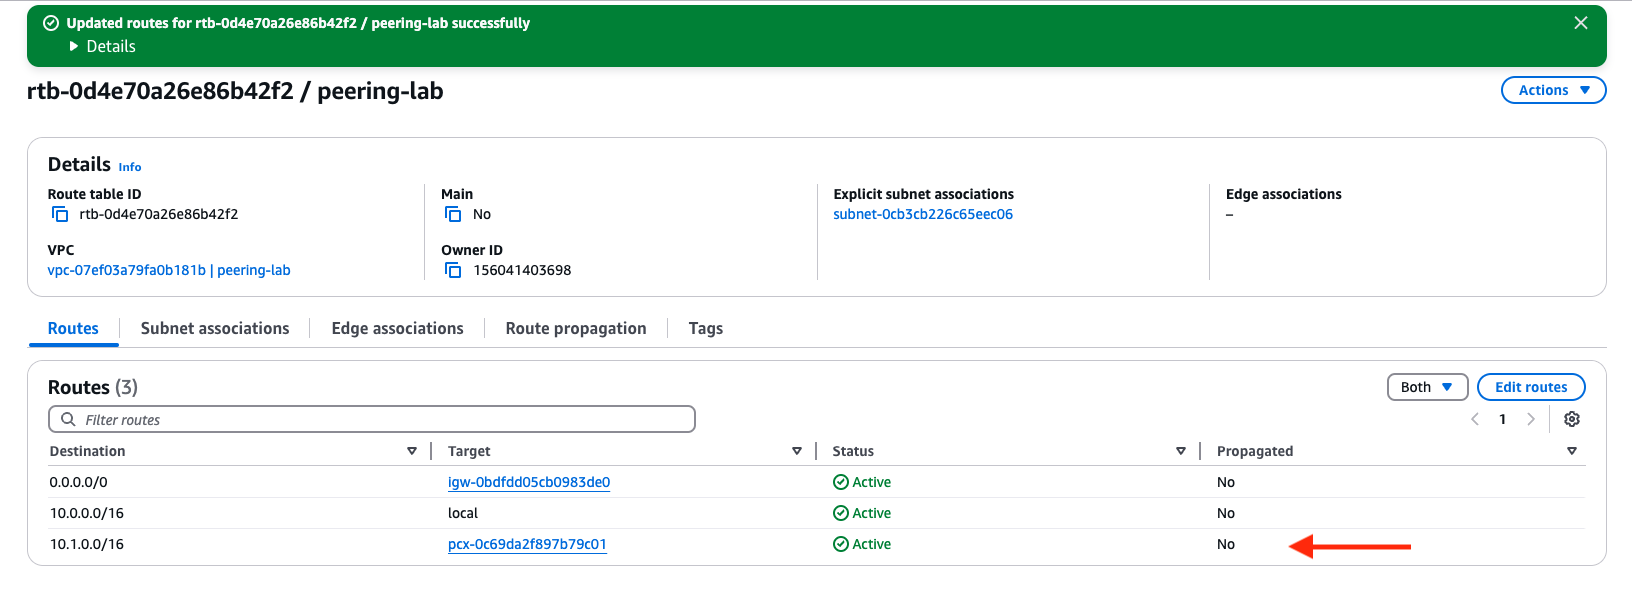 Updated routes for rtb-0d4e70a26e86b42f2 / peering-lab successfully
Details
rtb-0d4e70a26e86b42f2 / peering-lab
Actions
Details Info
Route table ID
rtb-0d4e70a26e86b42f2
Main
No
Explicit subnet associations
subnet-0cb3cb226c65eec06
Edge associations
–
VPC
vpc-07ef03a79fa0b181b | peering-lab
Owner ID
156041403698
Routes Subnet associations Edge associations Route propagation Tags
Routes (3)
Both Edit routes
Filter routes
1
Destination Target Status Propagated
0.0.0.0/0 igw-0bdfdd05cb0983de0 Active No
10.0.0.0/16 local Active No
10.1.0.0/16 pcx-0c69da2f897b79c01 Active No